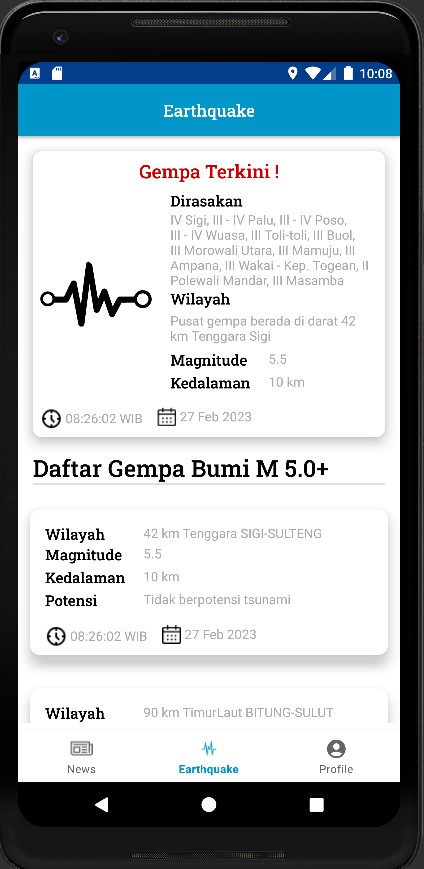 10:08
Earthquake
Gempa Terkini !
Dirasakan
IV Sigi, III - IV Palu, III - IV Poso,
III - IV Wuasa, III Toli-toli, III Buol,
III Morowali Utara, III Mamuju, III
Ampana, III Wakai - Kep. Togean, II
Polewali Mandar, III Masamba
Wilayah
Pusat gempa berada di darat 42
km Tenggara Sigi
Magnitude 5.5
Kedalaman 10 km
08:26:02 WIB 27 Feb 2023
Daftar Gempa Bumi M 5.0+
Wilayah 42 km Tenggara SIGI-SULTENG
Magnitude 5.5
Kedalaman 10 km
Potensi Tidak berpotensi tsunami
08:26:02 WIB 27 Feb 2023
Wilayah 90 km TimurLaut BITUNG-SULUT
News Earthquake Profile